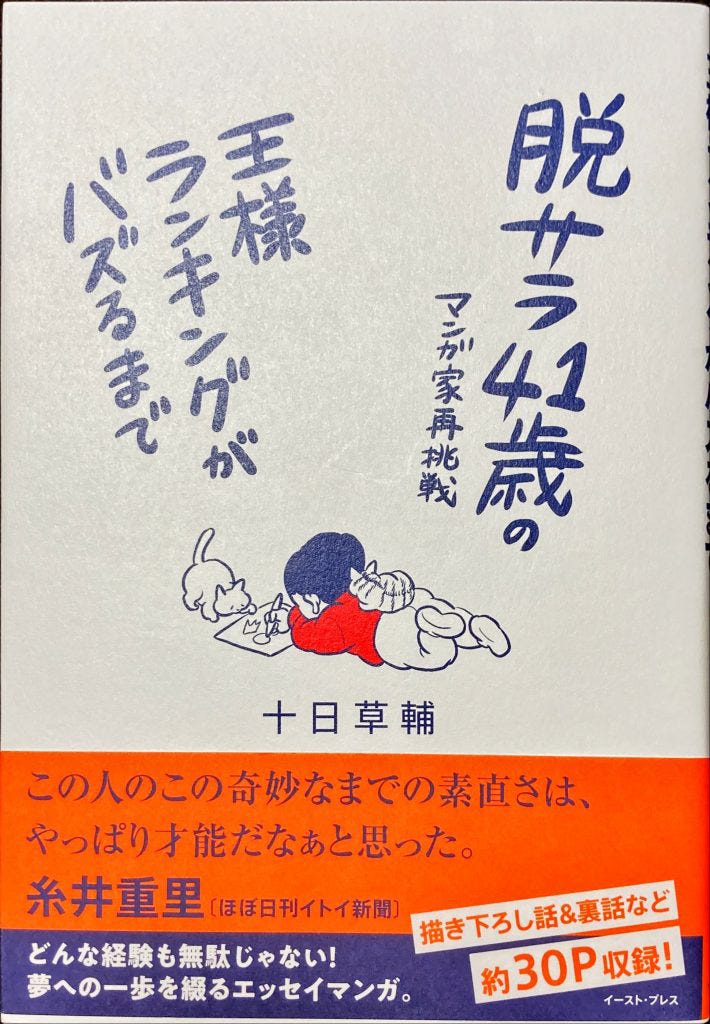 脱サラ41歳の
マンガ家再挑戦
王様
ランキングが
バズるまで
十日草輔
この人のこの奇妙なまでの素直さは、
やっぱり才能だなぁと思った。
糸井重里〔ほぼ日刊イトイ新聞〕
描き下ろし話&裏話など
約30P収録!
どんな経験も無駄じゃない!
夢への一歩を綴るエッセイマンガ。
イースト・プレス